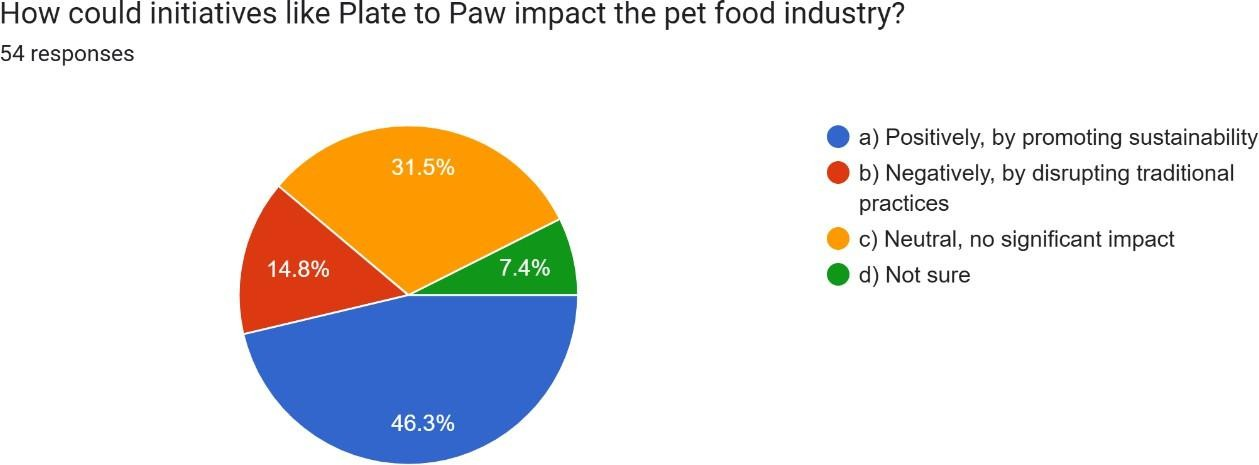 How could initiatives like Plate to Paw impact the pet food industry?
54 responses
31.5%
14.8%
7.4%
46.3%
a) Positively, by promoting sustainability
b) Negatively, by disrupting traditional
practices
c) Neutral, no significant impact
d) Not sure